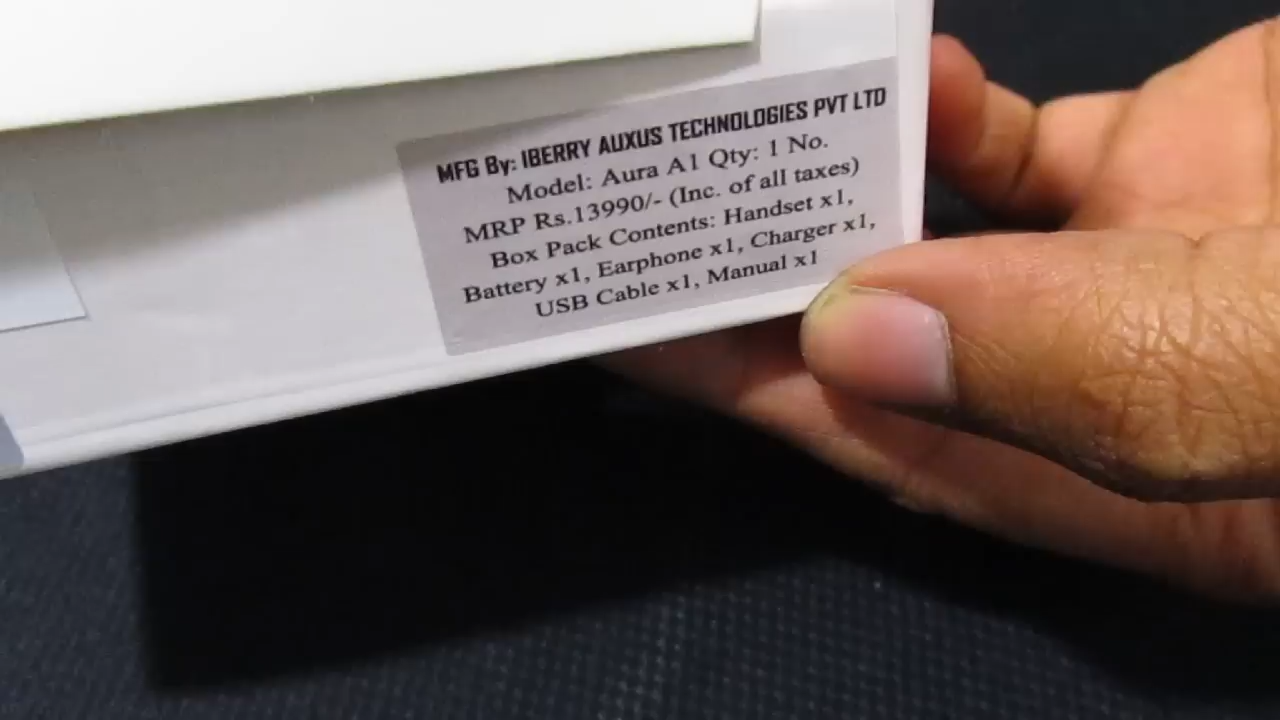 MFG By: IBERRY AUXUS TECHNOLOGIES PVT LTD
Model: Aura A1 Qty: 1 No.
MRP Rs.13990/- (Inc. of all taxes)
Box Pack Contents: Handset x1,
Battery x1, Earphone x1, Charger x1,
USB Cable x1, Manual x1